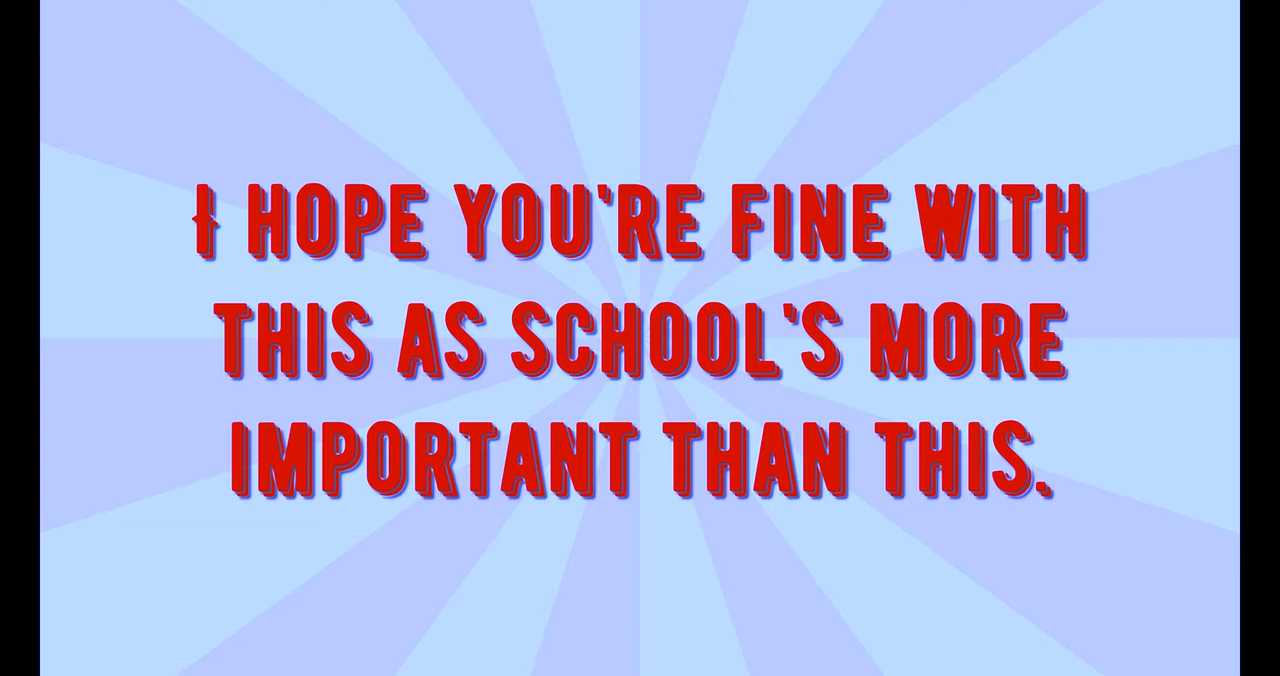 I HOPE YOU'RE FINE WITH
THIS AS SCHOOL'S MORE
IMPORTANT THAN THIS.